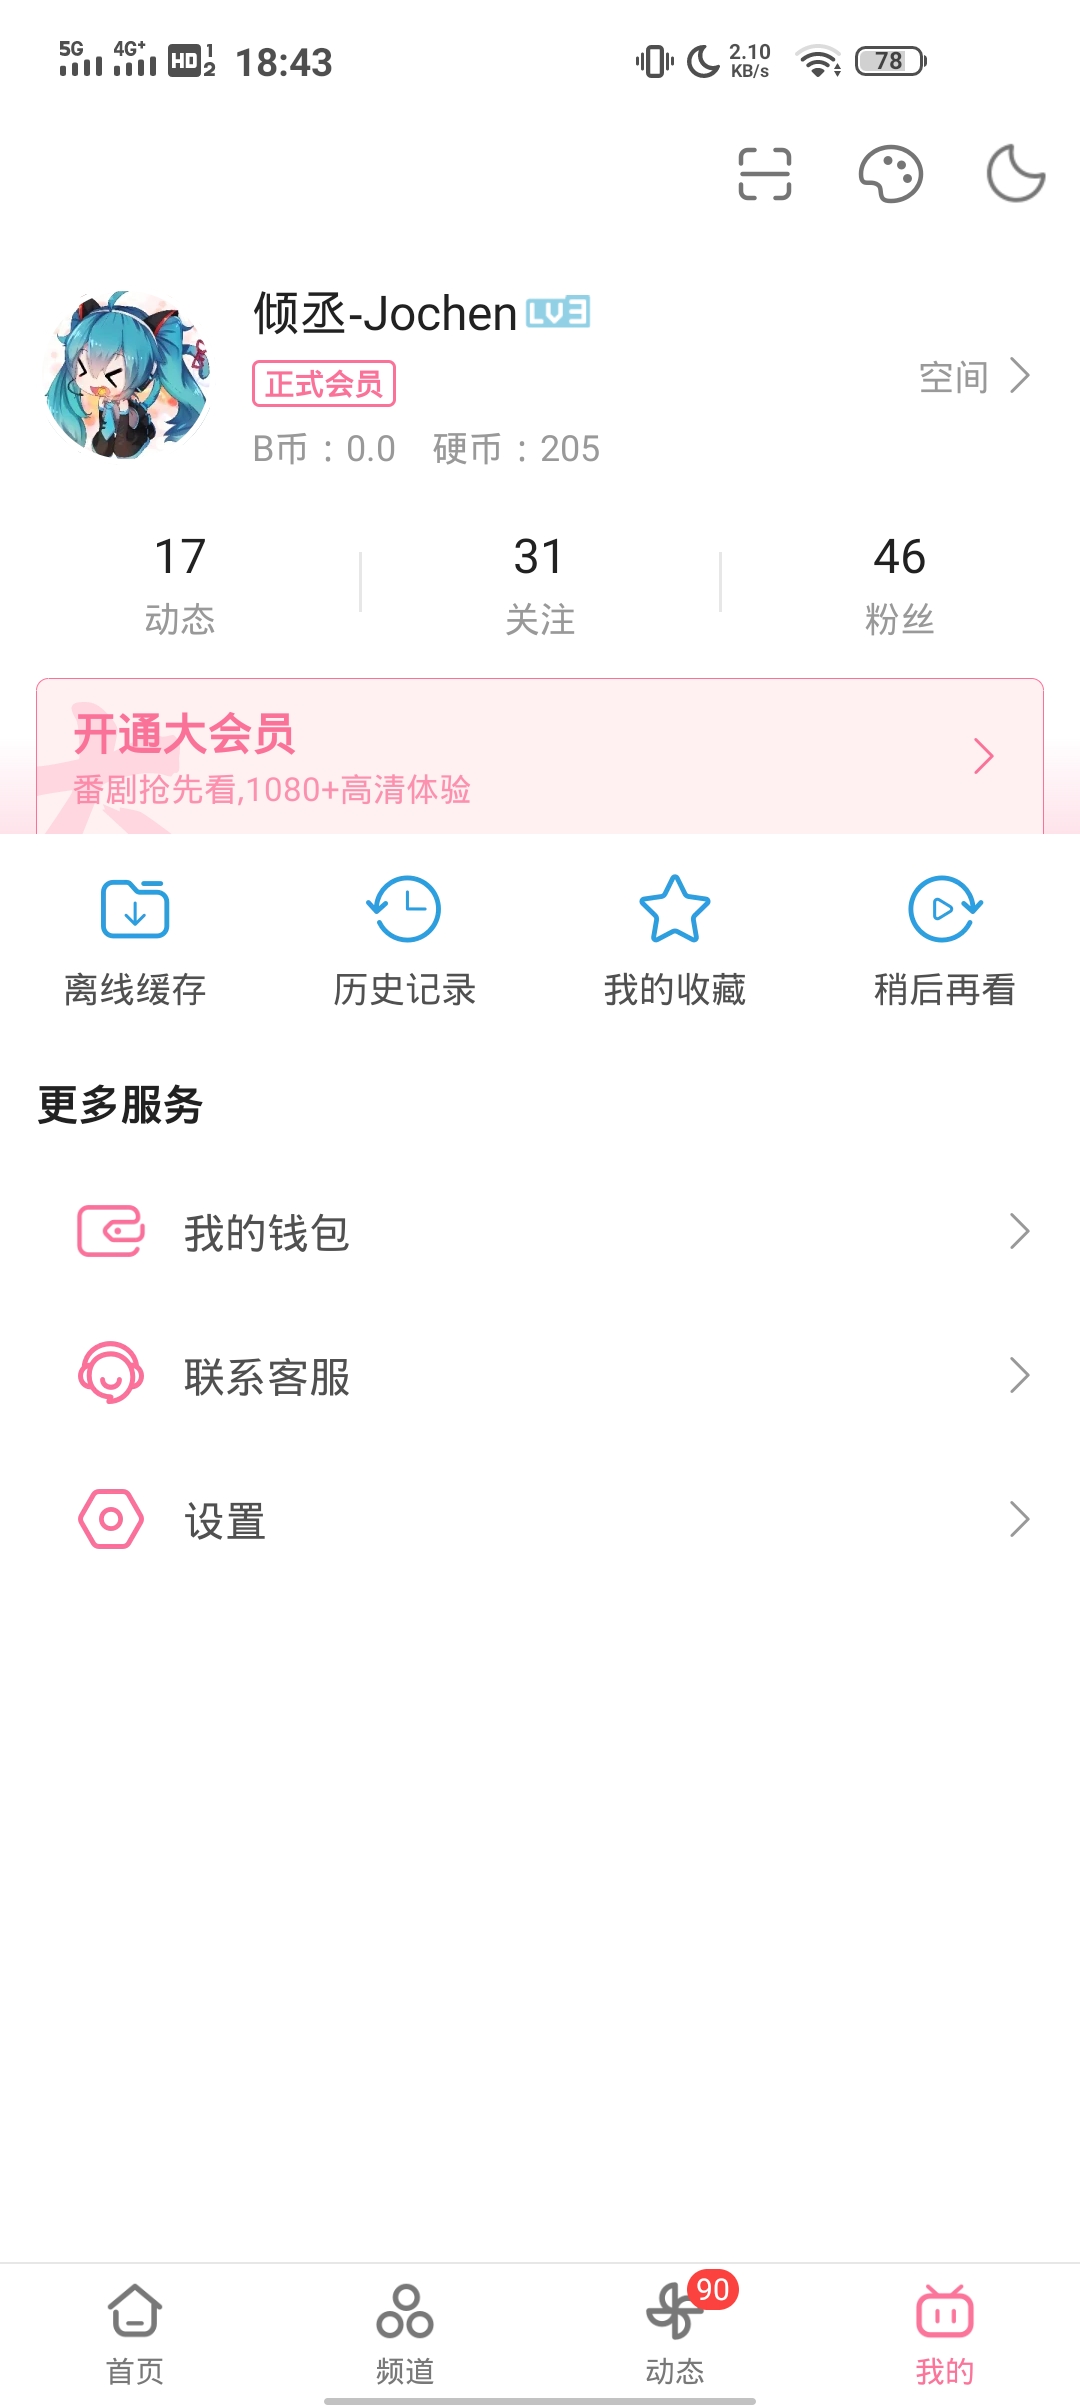 5G 4G+ HD 1 2 18:43 2.10 KB/s 78
倾丞-Jochen LV3
正式会员
空间
B币：0.0 硬币：205
17 31 46
动态 关注 粉丝
开通大会员
番剧抢先看,1080+高清体验
离线缓存 历史记录 我的收藏 稍后再看
更多服务
我的钱包
联系客服
设置
90
首页 频道 动态 我的